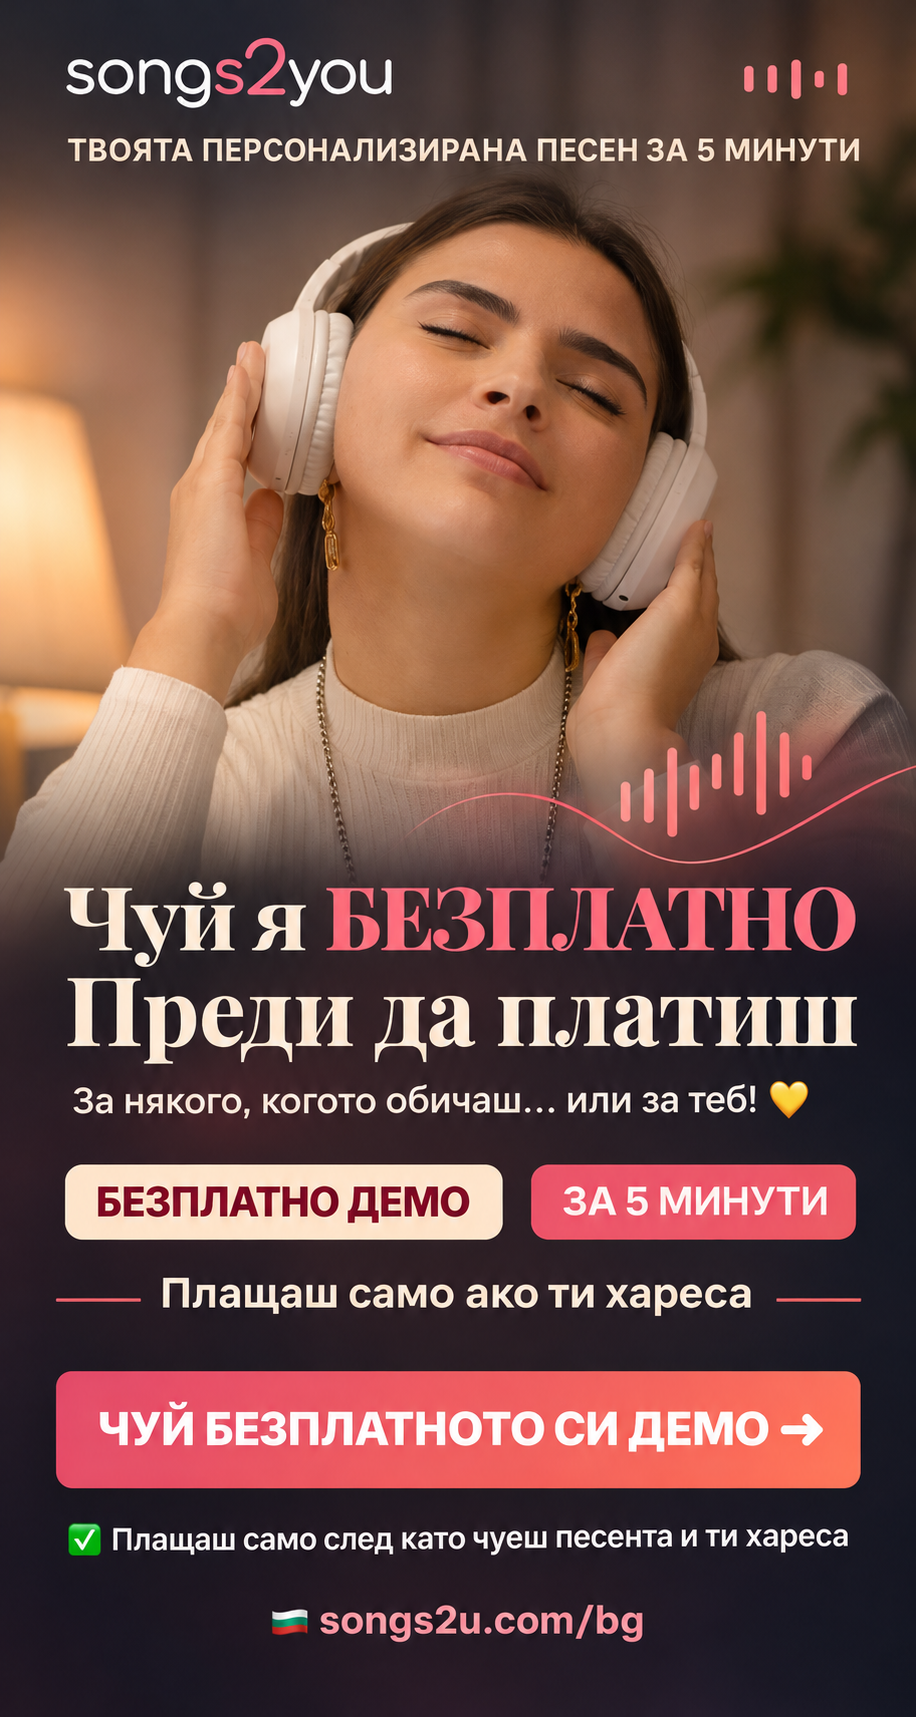 songs2you
ТВОЯТА ПЕРСОНАЛИЗИРАНА ПЕСЕН ЗА 5 МИНУТИ
Чуй я БЕЗПЛАТНО
Преди да платиш
За някого, когото обичаш... или за теб! 💛
БЕЗПЛАТНО ДЕМО
ЗА 5 МИНУТИ
Плащаш само ако ти хареса
ЧУЙ БЕЗПЛАТНОТО СИ ДЕМО →
✅ Плащаш само след като чуеш песента и ти хареса
🇧🇬 songs2u.com/bg